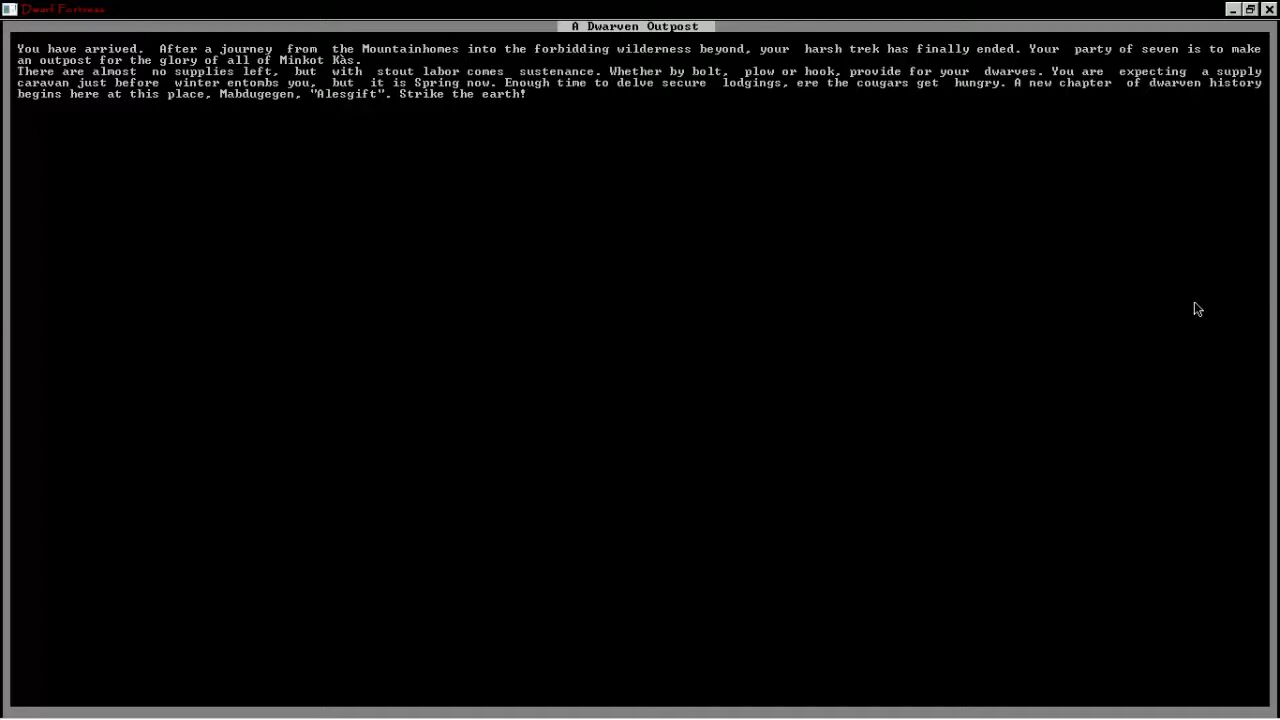 Dwarf Fortress
A Dwarven Outpost
You have arrived. After a journey from the Mountainhomes into the forbidding wilderness beyond, your harsh trek has finally ended. Your party of seven is to make
an outpost for the glory of all of Minkot Kàs.
There are almost no supplies left, but with stout labor comes sustenance. Whether by bolt, plow or hook, provide for your dwarves. You are expecting a supply
caravan just before winter entombs you, but it is Spring now. Enough time to delve secure lodgings, ere the cougars get hungry. A new chapter of dwarven history
begins here at this place, Mabdugegen, "Alesgift". Strike the earth!